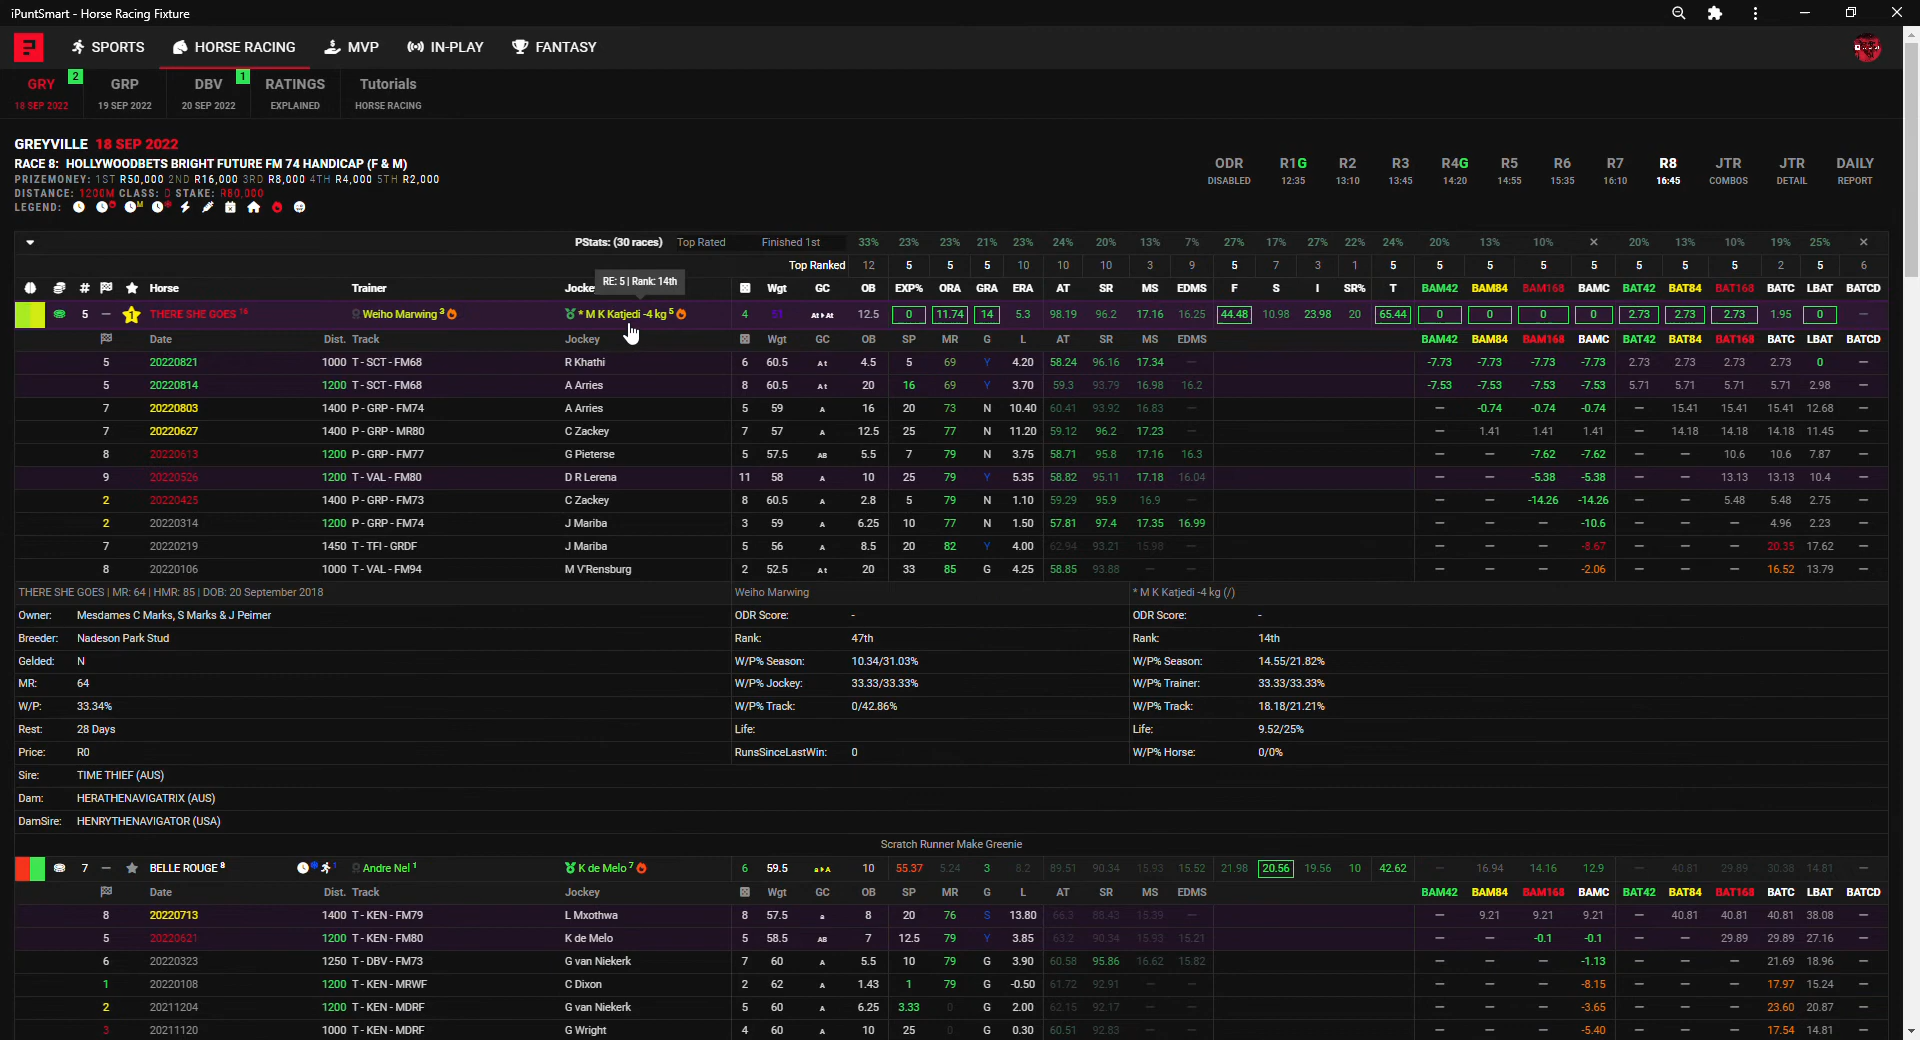 iPuntSmart - Horse Racing Fixture
SPORTS HORSE RACING MVP IN-PLAY FANTASY
GRY 2 GRP DBV 1 RATINGS Tutorials
18 SEP 2022 19 SEP 2022 20 SEP 2022 EXPLAINED HORSE RACING
GREYVILLE 18 SEP 2022
RACE 8: HOLLYWOODBETS BRIGHT FUTURE FM 74 HANDICAP (F & M)
PRIZEMONEY: 1ST R50,000 2ND R16,000 3RD R8,000 4TH R4,000 5TH R2,000
DISTANCE: 1200M CLASS: D STAKE: R80,000
LEGEND:
ODR R1G R2 R3 R4G R5 R6 R7 R8 JTR JTR DAILY
DISABLED 12:35 13:10 13:45 14:20 14:55 15:35 16:10 16:45 COMBOS DETAIL REPORT
PStats: (30 races) Top Rated Finished 1st 33% 23% 23% 21% 23% 24% 20% 13% 7% 27% 17% 27% 22% 24% 20% 13% 10% × 20% 13% 10% 19% 25% ×
Top Ranked 12 5 5 5 10 10 10 3 9 5 7 3 1 5 5 5 5 5 5 5 5 2 5 6
RE: 5 | Rank: 14th
# Horse Trainer Wgt GC OB EXP% ORA GRA ERA AT SR MS EDMS F S I SR% T BAM42 BAM84 BAM168 BAMC BAT42 BAT84 BAT168 BATC LBAT BATCD
5 — 1 THERE SHE GOES Weiho Marwing 3 * M K Katjedi -4 kg 5 4 51 At▸At 12.5 0 11.74 14 5.3 98.19 96.2 17.16 16.25 44.48 10.98 23.98 20 65.44 0 0 0 0 2.73 2.73 2.73 1.95 0 —
Date Dist. Track Jockey Wgt GC OB SP MR G L AT SR MS EDMS BAM42 BAM84 BAM168 BAMC BAT42 BAT84 BAT168 BATC LBAT BATCD
5 20220821 1000 T - SCT - FM68 R Khathi 6 60.5 At 4.5 5 69 Y 4.20 58.24 96.16 17.34 — -7.73 -7.73 -7.73 -7.73 2.73 2.73 2.73 2.73 0 —
5 20220814 1200 T - SCT - FM68 A Arries 8 60.5 At 20 16 69 Y 3.70 59.3 93.79 16.98 16.2 -7.53 -7.53 -7.53 -7.53 5.71 5.71 5.71 5.71 2.98 —
7 20220803 1400 P - GRP - FM74 A Arries 5 59 A 16 20 73 N 10.40 60.41 93.92 16.83 — — -0.74 -0.74 -0.74 — 15.41 15.41 15.41 12.68 —
7 20220627 1400 P - GRP - MR80 C Zackey 7 57 A 12.5 25 77 N 11.20 59.12 96.2 17.23 — — 1.41 1.41 1.41 — 14.18 14.18 14.18 11.45 —
8 20220613 1200 P - GRP - FM77 G Pieterse 5 57.5 AB 5.5 7 79 N 3.75 58.71 95.8 17.16 16.3 — — -7.62 -7.62 — — 10.6 10.6 7.87 —
9 20220526 1200 T - VAL - FM80 D R Lerena 11 58 A 10 25 79 Y 5.35 58.82 95.11 17.18 16.04 — — -5.38 -5.38 — — 13.13 13.13 10.4 —
2 20220425 1400 P - GRP - FM73 C Zackey 8 60.5 A 2.8 5 79 N 1.10 59.29 95.9 16.9 — — — -14.26 -14.26 — — 5.48 5.48 2.75 —
2 20220314 1200 P - GRP - FM74 J Mariba 3 59 A 6.25 10 77 N 1.50 57.81 97.4 17.35 16.99 — — — -10.6 — — — 4.96 2.23 —
7 20220219 1450 T - TFI - GRDF J Mariba 5 56 A 8.5 20 82 Y 4.00 62.94 93.21 15.98 — — — — -8.67 — — — 20.35 17.62 —
8 20220106 1000 T - VAL - FM94 M V'Rensburg 2 52.5 At 20 33 85 G 4.25 58.85 93.88 — — — — — -2.06 — — — 16.52 13.79 —
THERE SHE GOES | MR: 64 | HMR: 85 | DOB: 20 September 2018 Weiho Marwing * M K Katjedi -4 kg (/)
Owner: Mesdames C Marks, S Marks & J Peimer ODR Score: - ODR Score: -
Breeder: Nadeson Park Stud Rank: 47th Rank: 14th
Gelded: N W/P% Season: 10.34/31.03% W/P% Season: 14.55/21.82%
MR: 64 W/P% Jockey: 33.33/33.33% W/P% Trainer: 33.33/33.33%
W/P: 33.34% W/P% Track: 0/42.86% W/P% Track: 18.18/21.21%
Rest: 28 Days Life: Life: 9.52/25%
Price: R0 RunsSinceLastWin: 0 W/P% Horse: 0/0%
Sire: TIME THIEF (AUS)
Dam: HERATHENAVIGATRIX (AUS)
DamSire: HENRYTHENAVIGATOR (USA)
Scratch Runner Make Greenie
7 — BELLE ROUGE 8 Andre Nel 1 K de Melo 7 6 59.5 a▸A 10 55.37 5.24 3 8.2 89.51 90.34 15.93 15.52 21.98 20.56 19.56 10 42.62 — 16.94 14.16 12.9 — 40.81 29.89 30.38 14.81 —
Date Dist. Track Jockey Wgt GC OB SP MR G L AT SR MS EDMS BAM42 BAM84 BAM168 BAMC BAT42 BAT84 BAT168 BATC LBAT BATCD
8 20220713 1400 T - KEN - FM79 L Mxothwa 8 57.5 a 8 20 76 S 13.80 66.3 88.43 15.39 — — 9.21 9.21 9.21 — 40.81 40.81 40.81 38.08 —
5 20220621 1200 T - KEN - FM80 K de Melo 5 58.5 AB 7 12.5 79 Y 3.85 63.2 90.34 15.93 15.21 — — -0.1 -0.1 — — 29.89 29.89 27.16 —
6 20220323 1250 T - DBV - FM73 G van Niekerk 7 60 A 5.5 10 79 G 3.90 60.58 95.86 16.62 15.82 — — — -1.13 — — — 21.69 18.96 —
1 20220108 1200 T - KEN - MRWF C Dixon 2 62 A 1.43 1 79 G -0.50 61.72 92.91 — — — — — -8.15 — — — 17.97 15.24 —
2 20211204 1200 T - KEN - MDRF G van Niekerk 5 60 A 6.25 3.33 0 G 2.00 62.15 92.17 — — — — — -3.65 — — — 23.60 20.87 —
3 20211120 1000 T - KEN - MDRF G Wright 4 60 A 10 25 0 G 0.30 60.51 92.83 — — — — — -5.40 — — — 17.54 14.81 —